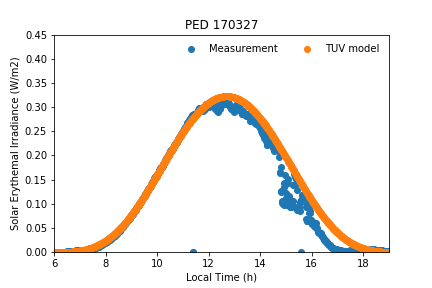 PED 170327
Measurement
TUV model
Solar Erythemal Irradiance (W/m2)
0.45
0.40
0.35
0.30
0.25
0.20
0.15
0.10
0.05
0.00
6 8 10 12 14 16 18
Local Time (h)